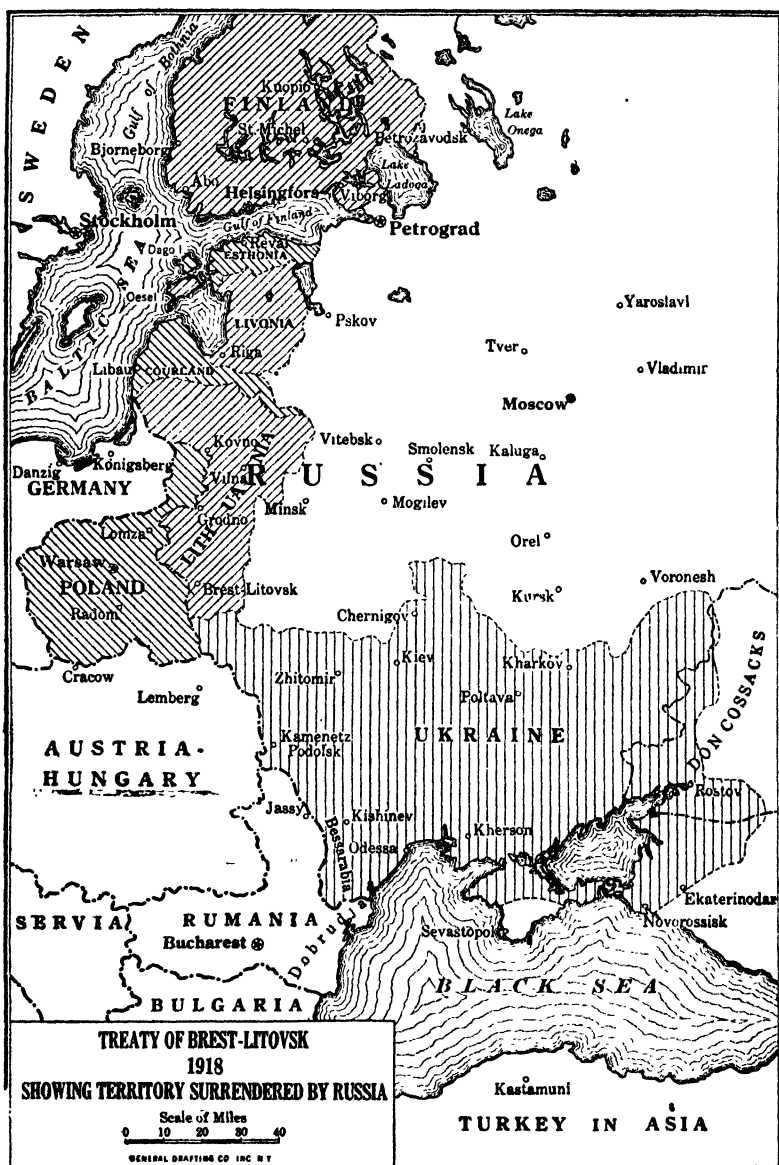 SWEDEN
Gulf of Bothnia
Kuopio
FINLAND
St. Michel
Bjorneborg
Petrozavodsk
Lake Onega
Lake Ladoga
Abo
Helsingfors
Viborg
Stockholm
Gulf of Finland
Petrograd
Dago I
Reval
ESTHONIA
Oesel
BALTIC SEA
LIVONIA
Pskov
Yaroslavl
Riga
Tver
Libau
COURLAND
Vladimir
Moscow
Kovno
Vitebsk
Smolensk
Kaluga
Danzig
Königsberg
GERMANY
Vilna
RUSSIA
LITHUANIA
Minsk
Mogilev
Grodno
Lomza
Orel
Warsaw
POLAND
Brest-Litovsk
Voronesh
Radom
Kursk
Chernigov
Cracow
Kiev
Kharkov
Zhitomir
Lemberg
Poltava
DON COSSACKS
AUSTRIA-
HUNGARY
Kamenetz
Podolsk
UKRAINE
Rostov
Jassy
Kishinev
Bessarabia
Kherson
Odessa
Ekaterinodar
SERVIA
RUMANIA
Novorossisk
Bucharest
Dobrudja
Sevastopol
BLACK SEA
BULGARIA
TREATY OF BREST-LITOVSK
1918
SHOWING TERRITORY SURRENDERED BY RUSSIA
Scale of Miles
0 10 20 30 40
GENERAL DRAFTING CO INC N Y
Kastamuni
TURKEY IN ASIA